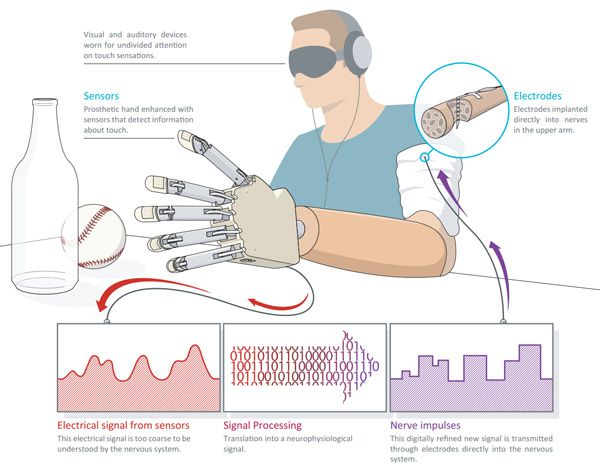 Visual and auditory devices
worn for undivided attention
on touch sensations.
Sensors
Prosthetic hand enhanced with
sensors that detect information
about touch.
Electrodes
Electrodes implanted
directly into nerves
in the upper arm.
Electrical signal from sensors
This electrical signal is too coarse to be
understood by the nervous system.
Signal Processing
Translation into a neurophysiological
signal.
Nerve impulses
This digitally refined new signal is transmitted
through electrodes directly into the nervous
system.